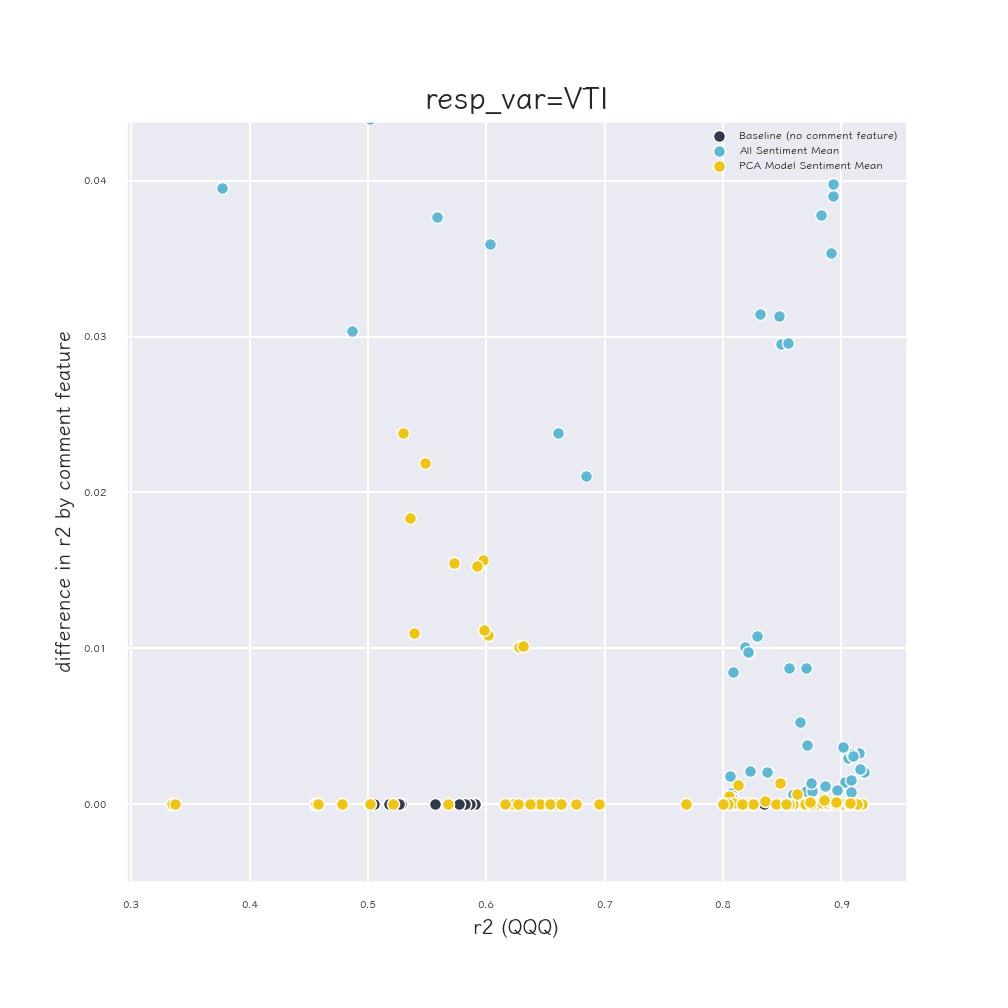 resp_var=VTI
Baseline (no comment feature)
All Sentiment Mean
PCA Model Sentiment Mean
difference in r2 by comment feature
0.04
0.03
0.02
0.01
0.00
0.3 0.4 0.5 0.6 0.7 0.8 0.9
r2 (QQQ)